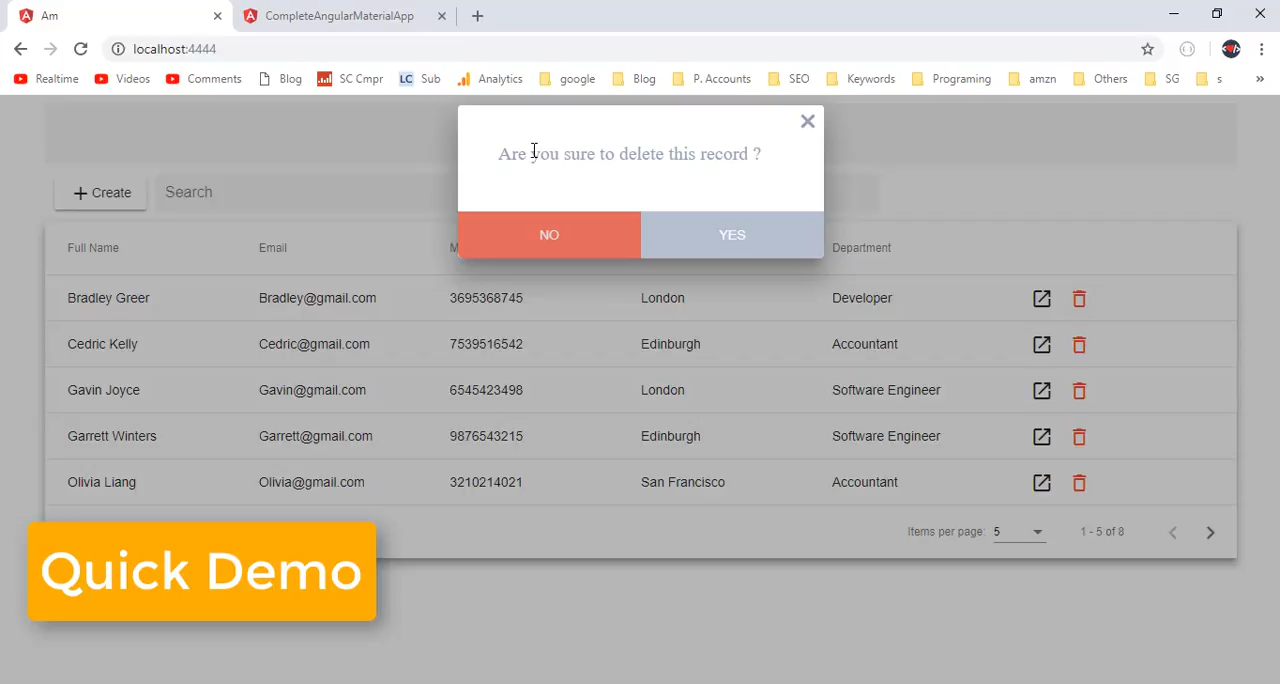 Am
CompleteAngularMaterialApp
localhost:4444
Realtime Videos Comments Blog SC Cmpr LC Sub Analytics google Blog P. Accounts SEO Keywords Programing amzn Others SG s »
Are you sure to delete this record ?
NO YES
+ Create Search
Full Name Email M Department
Bradley Greer Bradley@gmail.com 3695368745 London Developer
Cedric Kelly Cedric@gmail.com 7539516542 Edinburgh Accountant
Gavin Joyce Gavin@gmail.com 6545423498 London Software Engineer
Garrett Winters Garrett@gmail.com 9876543215 Edinburgh Software Engineer
Olivia Liang Olivia@gmail.com 3210214021 San Francisco Accountant
Items per page: 5 1 - 5 of 8
Quick Demo